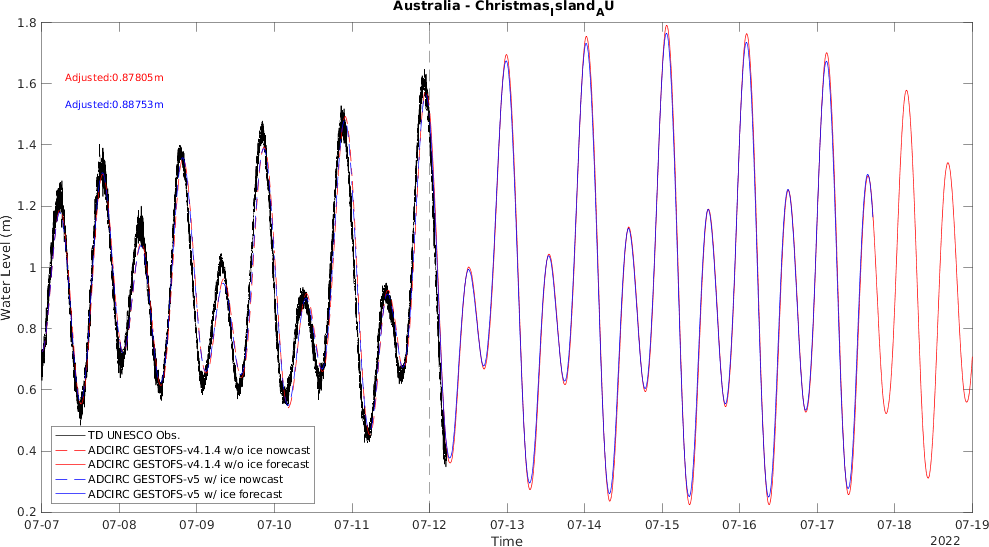 Australia - Christmas_Island_AU
1.8
1.6
1.4
1.2
1
0.8
0.6
0.4
0.2
Water Level (m)
Adjusted:0.87805m
Adjusted:0.88753m
TD UNESCO Obs.
ADCIRC GESTOFS-v4.1.4 w/o ice nowcast
ADCIRC GESTOFS-v4.1.4 w/o ice forecast
ADCIRC GESTOFS-v5 w/ ice nowcast
ADCIRC GESTOFS-v5 w/ ice forecast
07-07 07-08 07-09 07-10 07-11 07-12 07-13 07-14 07-15 07-16 07-17 07-18 07-19
Time
2022